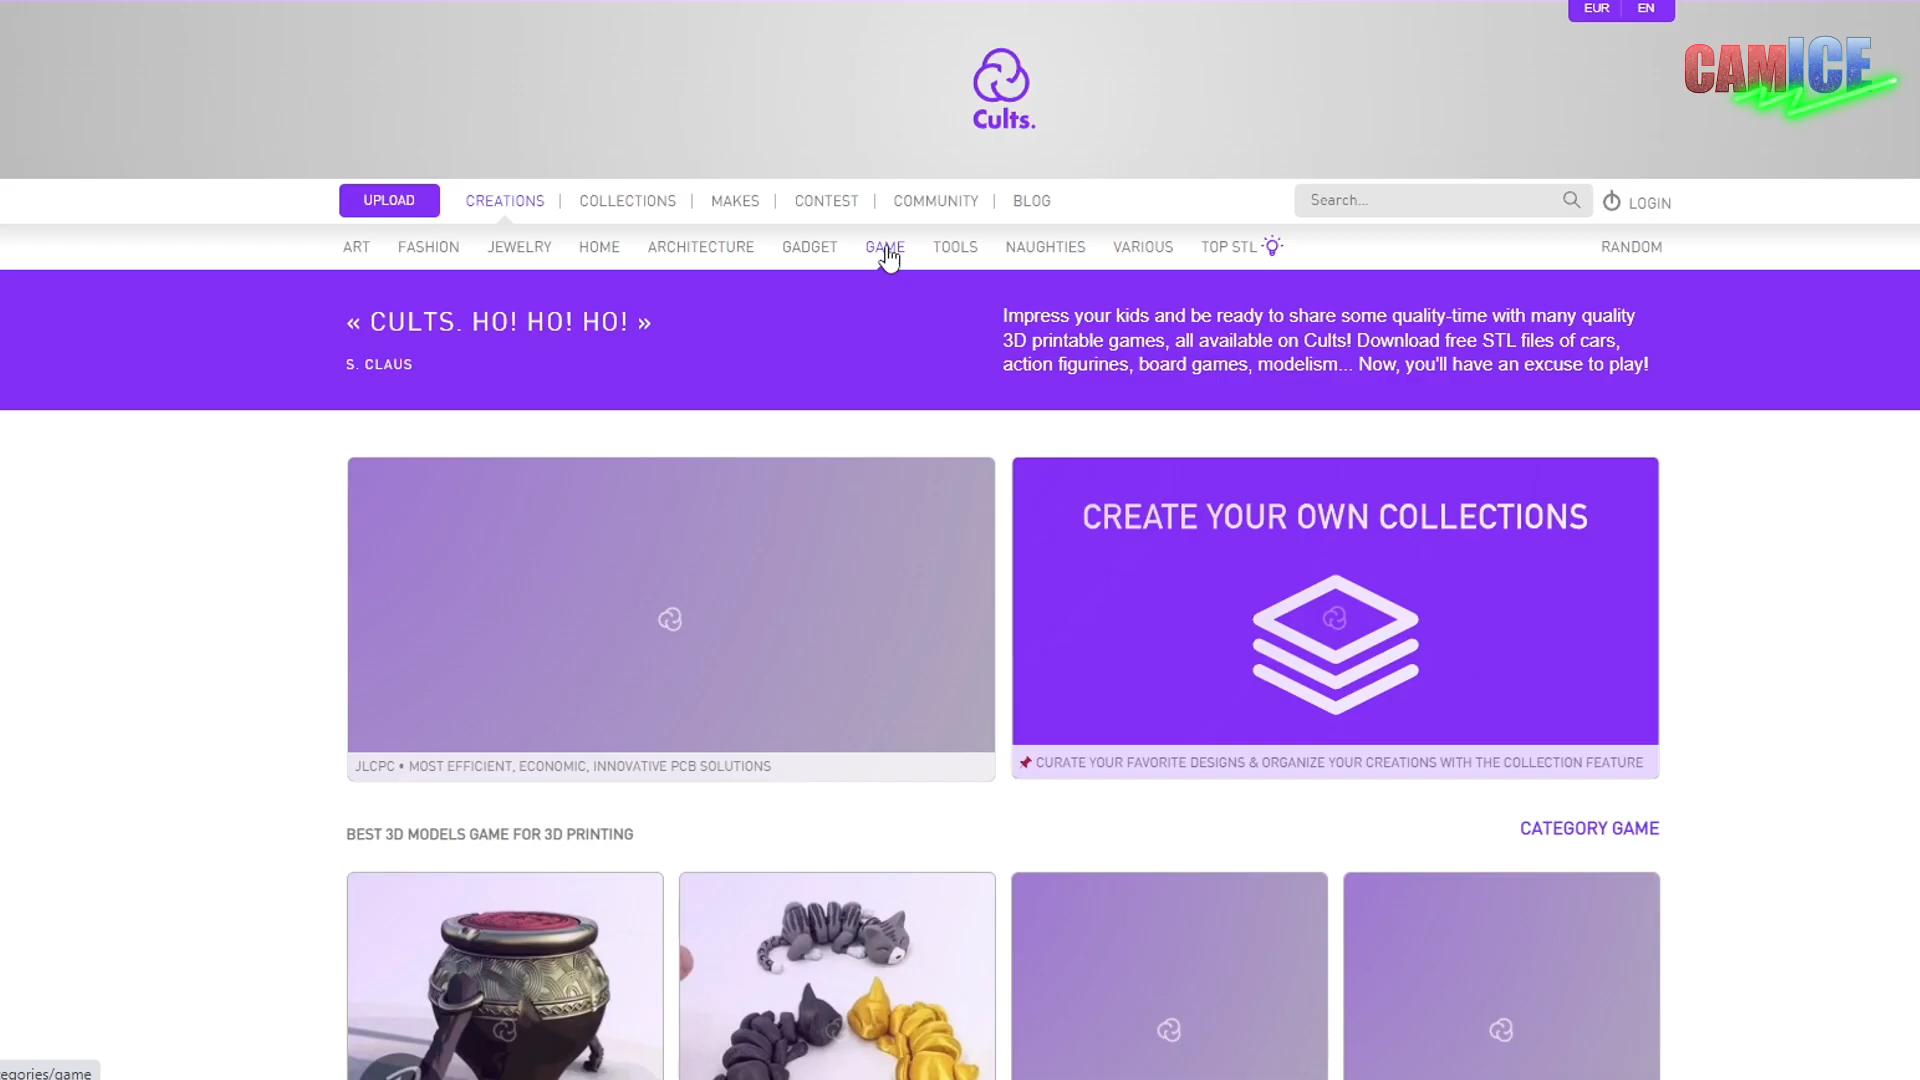 EUR EN
CAMICE
Cults.
UPLOAD CREATIONS | COLLECTIONS | MAKES | CONTEST | COMMUNITY | BLOG Search... LOGIN
ART FASHION JEWELRY HOME ARCHITECTURE GADGET GAME TOOLS NAUGHTIES VARIOUS TOP STL RANDOM
« CULTS. HO! HO! HO! »
S. CLAUS
Impress your kids and be ready to share some quality-time with many quality
3D printable games, all available on Cults! Download free STL files of cars,
action figurines, board games, modelism... Now, you'll have an excuse to play!
CREATE YOUR OWN COLLECTIONS
JLCPC • MOST EFFICIENT, ECONOMIC, INNOVATIVE PCB SOLUTIONS
CURATE YOUR FAVORITE DESIGNS & ORGANIZE YOUR CREATIONS WITH THE COLLECTION FEATURE
BEST 3D MODELS GAME FOR 3D PRINTING
CATEGORY GAME
egories/game